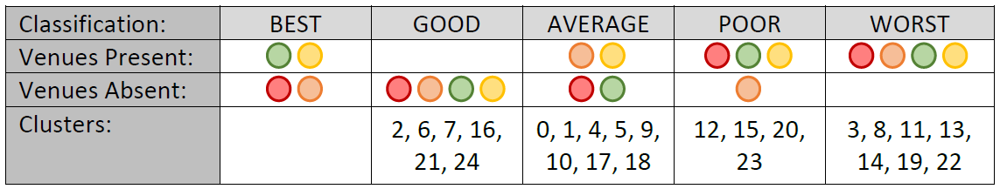 Classification: BEST GOOD AVERAGE POOR WORST
Venues Present:
Venues Absent:
Clusters: 2, 6, 7, 16, 0, 1, 4, 5, 9, 12, 15, 20, 3, 8, 11, 13,
21, 24 10, 17, 18 23 14, 19, 22